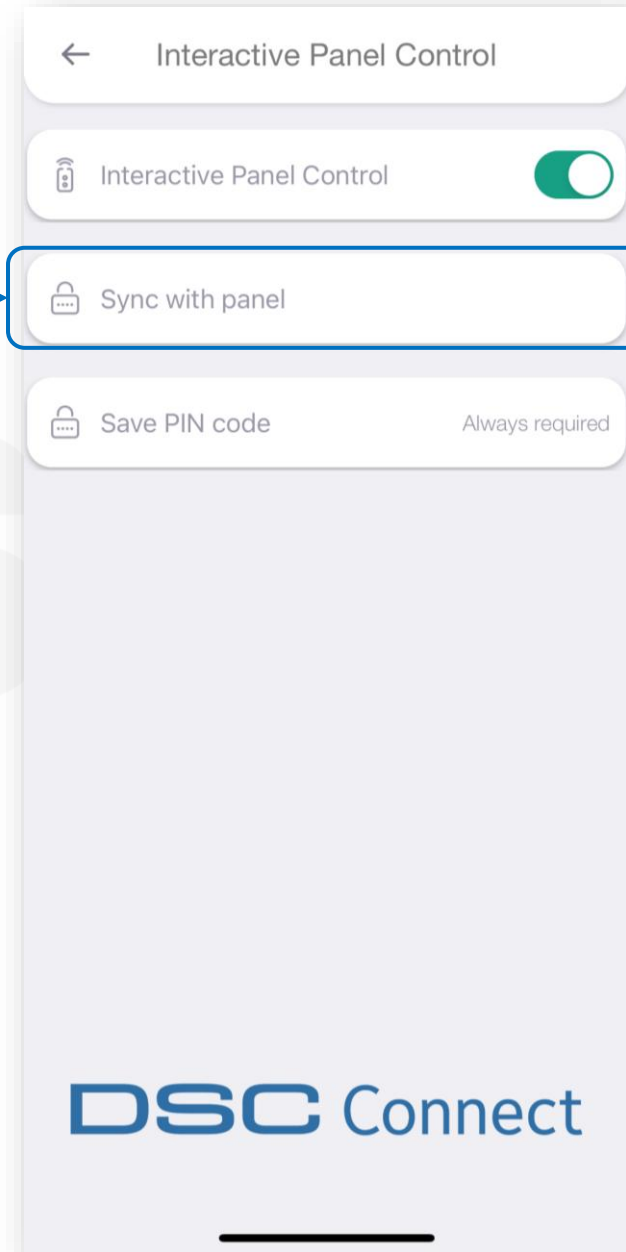 Interactive Panel Control
Interactive Panel Control
Sync with panel
Save PIN code Always required
DSC Connect